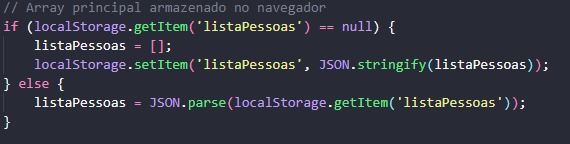 // Array principal armazenado no navegador
if (localStorage.getItem('listaPessoas') == null) {
    listaPessoas = [];
    localStorage.setItem('listaPessoas', JSON.stringify(listaPessoas));
} else {
    listaPessoas = JSON.parse(localStorage.getItem('listaPessoas'));
}